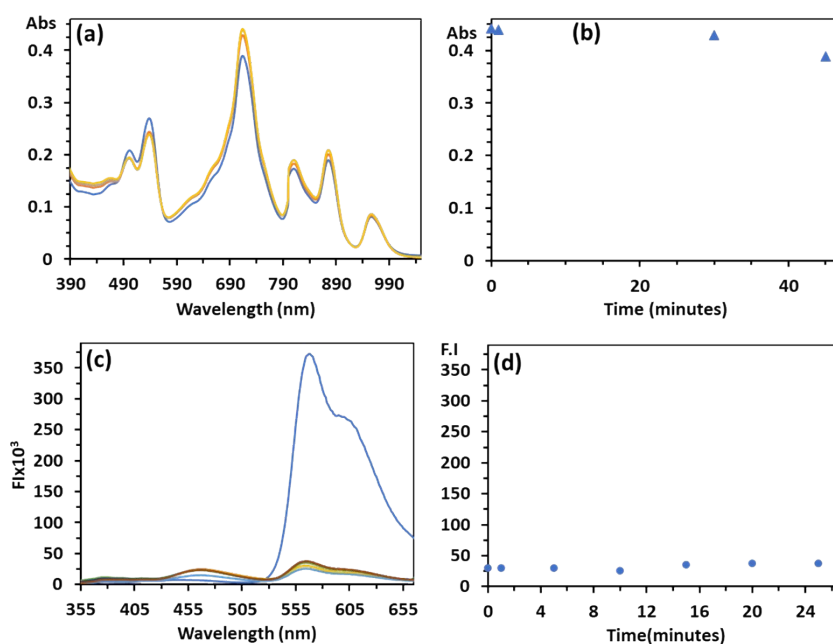 Abs
(a)
0.4
0.3
0.2
0.1
0
390 490 590 690 790 890 990
Wavelength (nm)
Abs
(b)
0.4
0.3
0.2
0.1
0
0 20 40
Time (minutes)
(c)
350
300
250
200
150
100
50
0
FIx10³
355 405 455 505 555 605 655
Wavelength (nm)
F.I
(d)
350
300
250
200
150
100
50
0
0 4 8 12 16 20 24
Time(minutes)